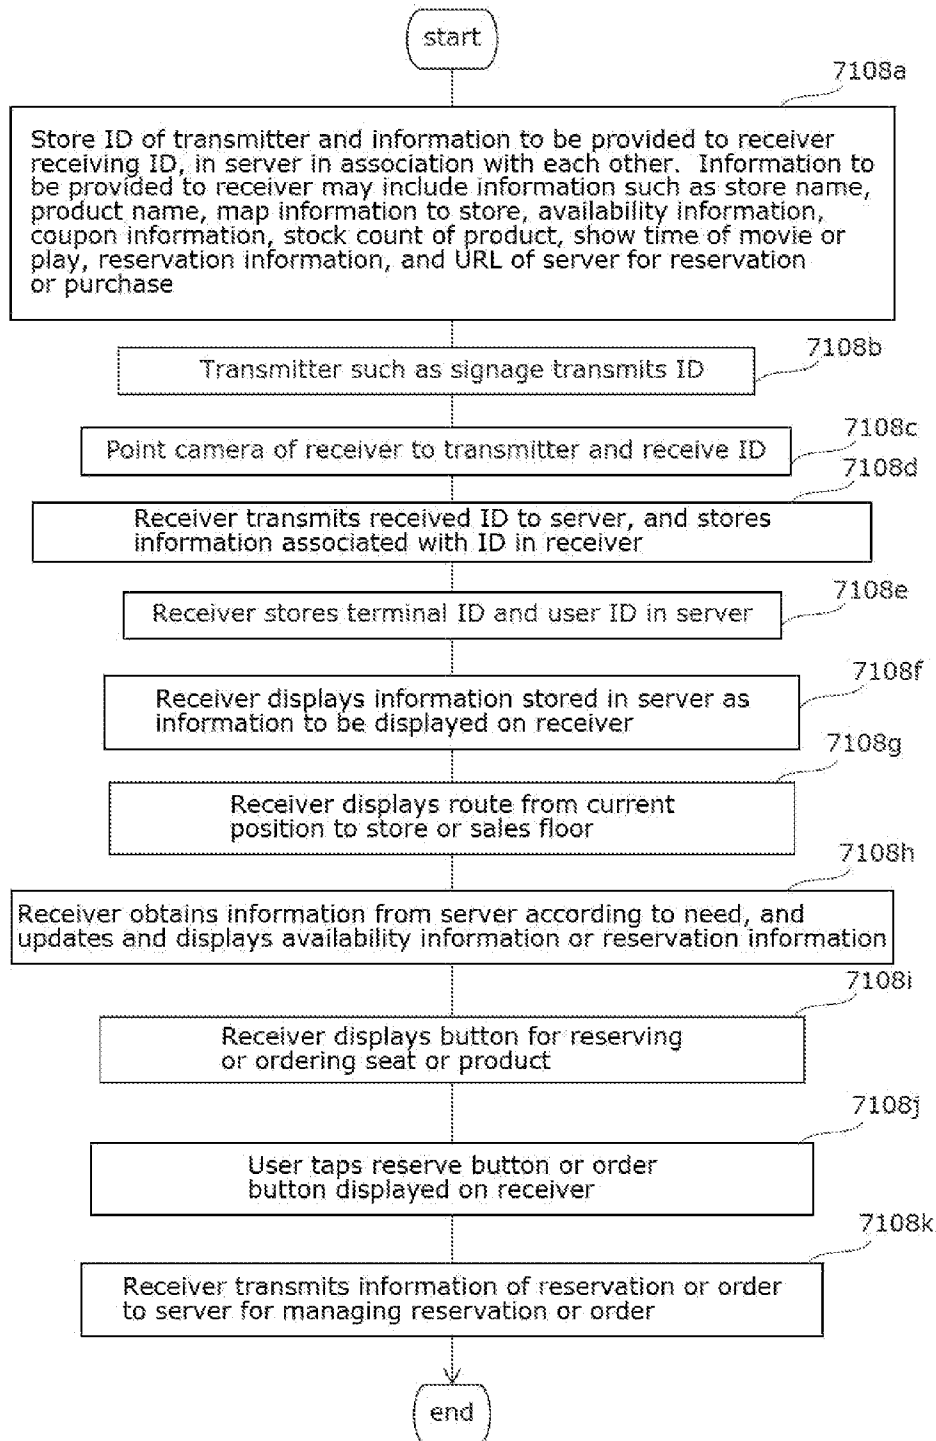 start
7108a
Store ID of transmitter and information to be provided to receiver
receiving ID, in server in association with each other.  Information to
be provided to receiver may include information such as store name,
product name, map information to store, availability information,
coupon information, stock count of product, show time of movie or
play, reservation information, and URL of server for reservation
or purchase
7108b
Transmitter such as signage transmits ID
7108c
Point camera of receiver to transmitter and receive ID
7108d
Receiver transmits received ID to server, and stores
information associated with ID in receiver
7108e
Receiver stores terminal ID and user ID in server
7108f
Receiver displays information stored in server as
information to be displayed on receiver
7108g
Receiver displays route from current
position to store or sales floor
7108h
Receiver obtains information from server according to need, and
updates and displays availability information or reservation information
7108i
Receiver displays button for reserving
or ordering seat or product
7108j
User taps reserve button or order
button displayed on receiver
7108k
Receiver transmits information of reservation or order
to server for managing reservation or order
end